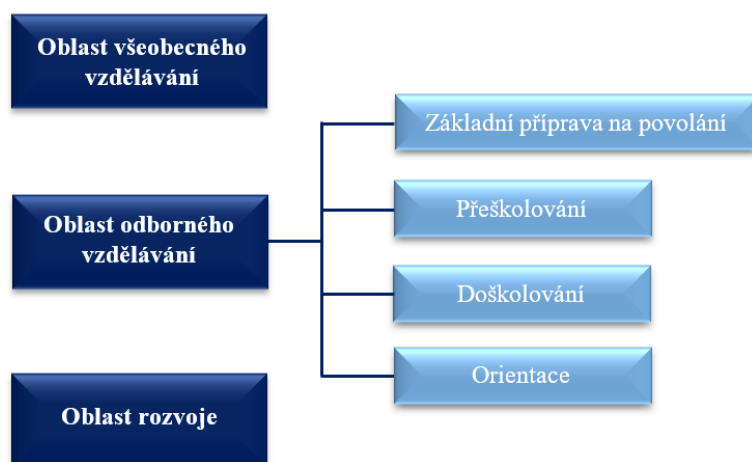 Oblast všeobecného
vzdělávání
Základní příprava na povolání
Přeškolování
Oblast odborného
vzdělávání
Doškolování
Orientace
Oblast rozvoje